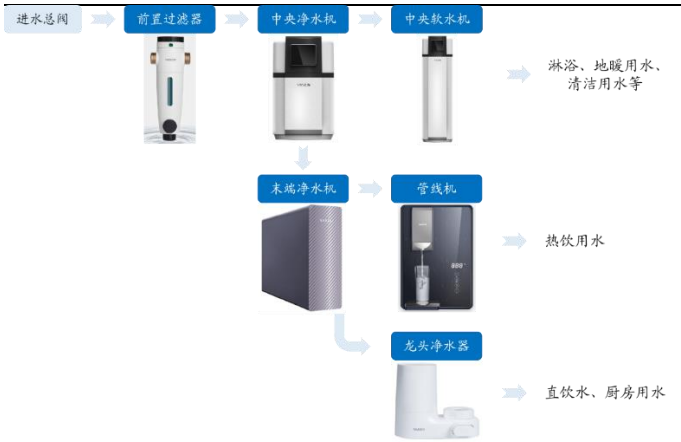 进水总阀 前置过滤器 中央净水机 中央软水机
淋浴、地暖用水、
清洁用水等
末端净水机 管线机
热饮用水
龙头净水器
直饮水、厨房用水